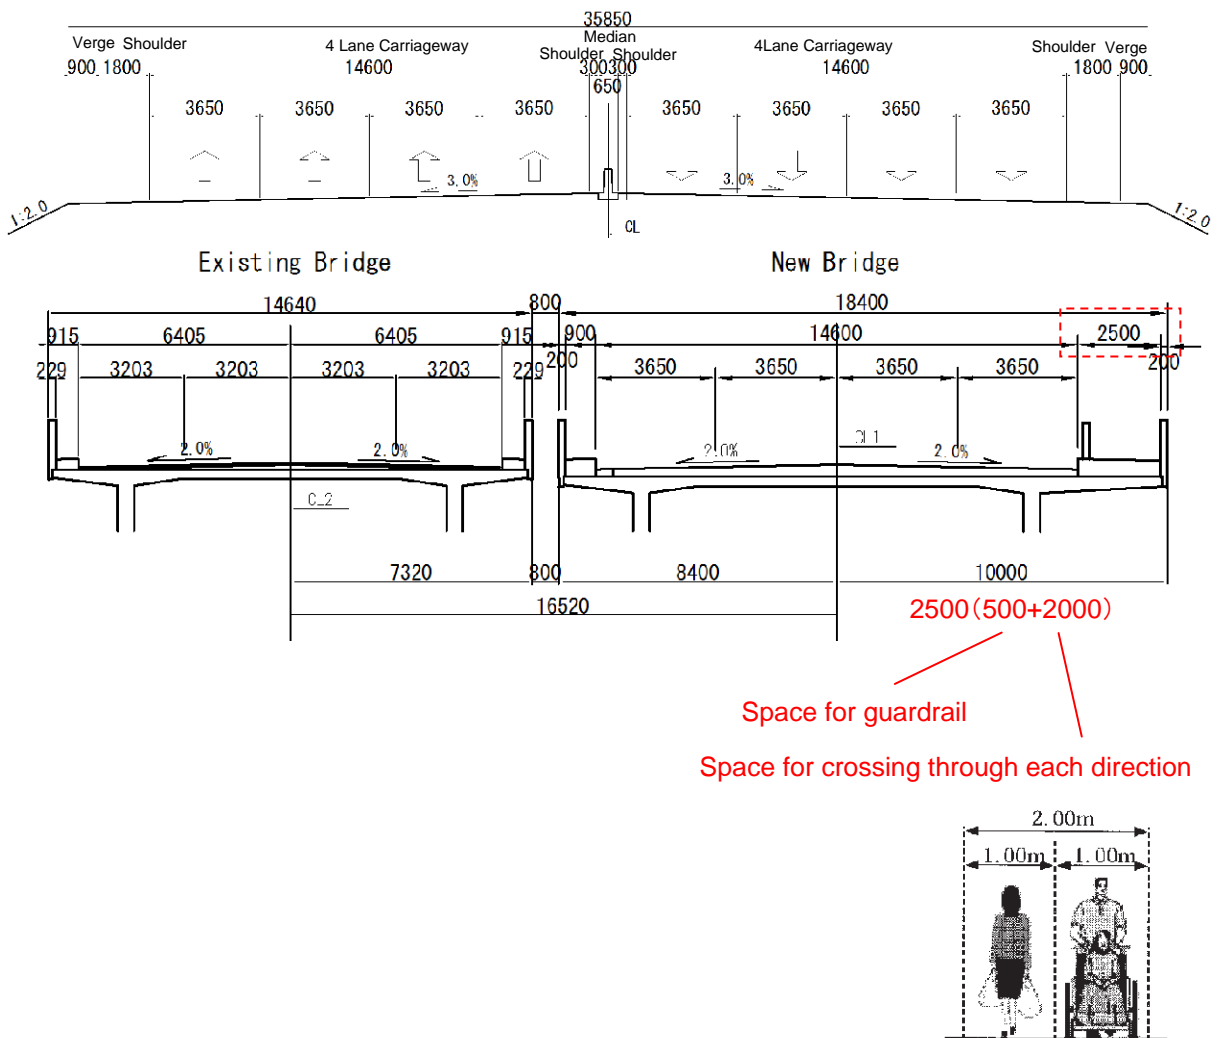 35850
Verge Shoulder 4 Lane Carriageway Median 4Lane Carriageway Shoulder Verge
Shoulder Shoulder
900 1800 14600 300 300 14600 1800 900
650
3650 3650 3650 3650 3650 3650 3650 3650
3.0% 3.0%
1:2.0 1:2.0
CL
Existing Bridge New Bridge
14640 800 18400
915 6405 6405 915 900 14600 2500
229 3203 3203 3203 3203 229 200 3650 3650 3650 3650 200
2.0% 2.0% 2.0% 2.0%
7320 800 8400 10000
16520
2500(500+2000)
Space for guardrail
Space for crossing through each direction
2.00m
1.00m 1.00m